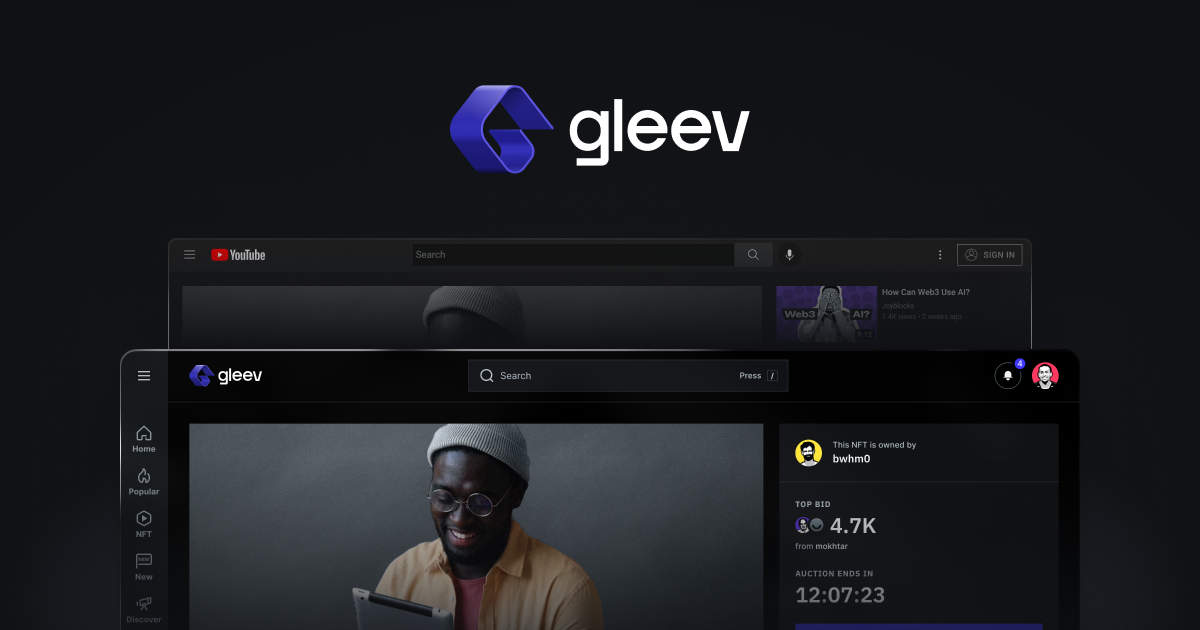 gleev
YouTube
Search
SIGN IN
How Can Web3 Use AI?
Joyblocks
1.4K views • 2 weeks ago
Web3 AI?
9:12
gleev
Search
Press /
4
Home
Popular
NFT
NEW
New
Discover
This NFT is owned by
bwhm0
TOP BID
4.7K
from mokhtar
AUCTION ENDS IN
12:07:23